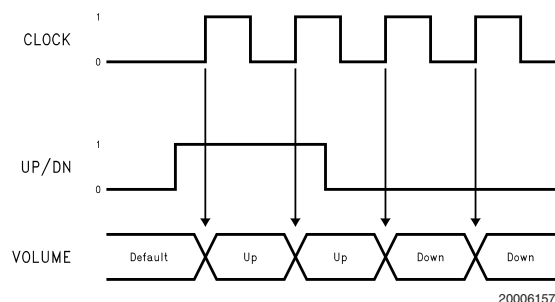 CLOCK 1 0
UP/DN 1 0
VOLUME Default Up Up Down Down
20006157